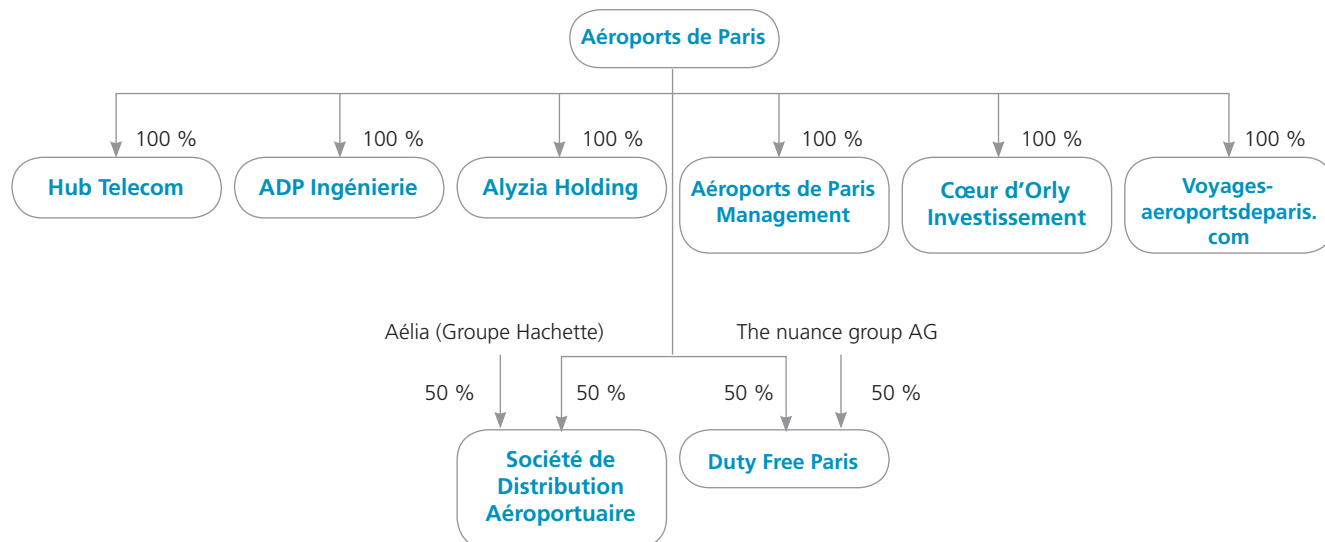 Aéroports de Paris
100 %
100 %
100 %
100 %
100 %
100 %
Hub Telecom
ADP Ingénierie
Alyzia Holding
Aéroports de Paris
Management
Cœur d'Orly
Investissement
Voyages-
aeroportsdeparis.
com
Aélia (Groupe Hachette)
The nuance group AG
50 %
50 %
50 %
50 %
Société de
Distribution
Aéroportuaire
Duty Free Paris